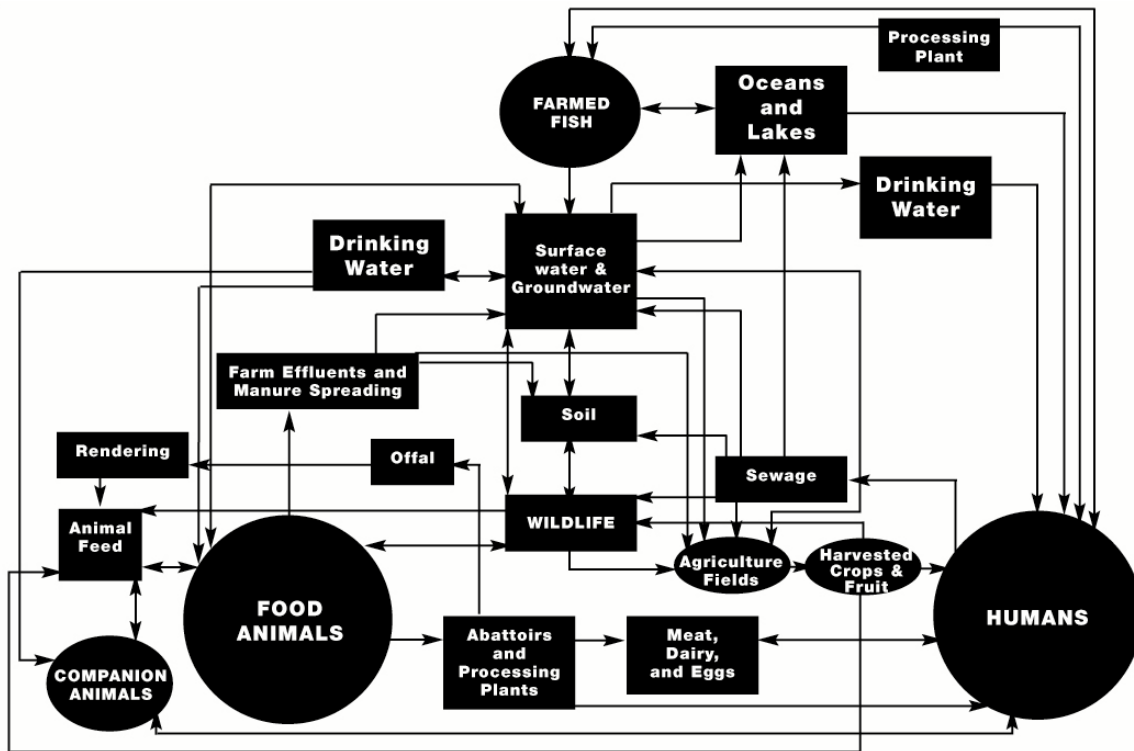 Processing
Plant
FARMED
FISH
Oceans
and
Lakes
Drinking
Water
Drinking
Water
Surface
water &
Groundwater
Farm Effluents and
Manure Spreading
Soil
Rendering
Offal
Sewage
Animal
Feed
WILDLIFE
Agriculture
Fields
Harvested
Crops &
Fruit
FOOD
ANIMALS
HUMANS
Abattoirs
and
Processing
Plants
Meat,
Dairy,
and Eggs
COMPANION
ANIMALS